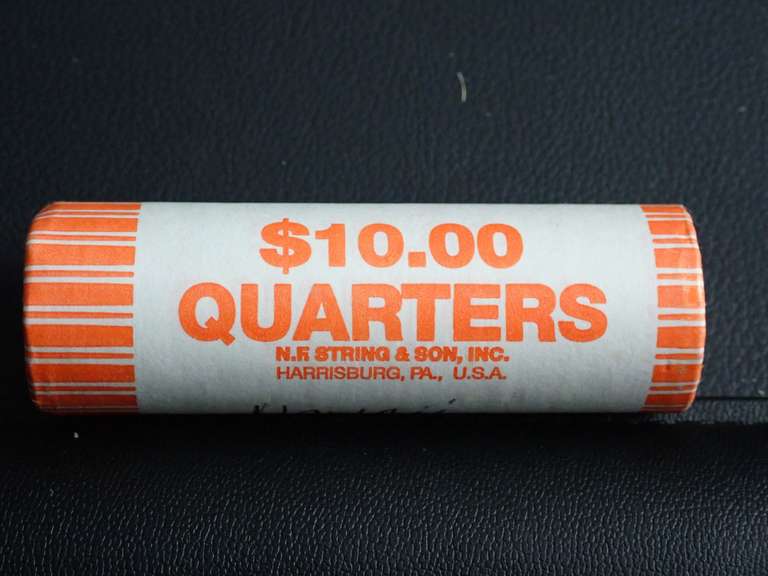 $10.00
QUARTERS
N.F. STRING & SON, INC.
HARRISBURG, PA., U.S.A.